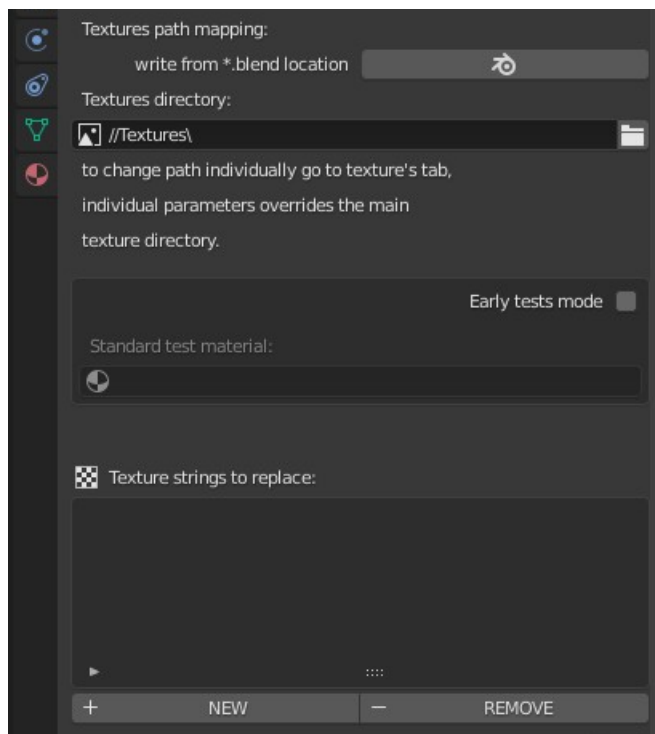 Textures path mapping:
write from *.blend location
Textures directory:
//Textures\
to change path individually go to texture's tab,
individual parameters overrides the main
texture directory.
Early tests mode
Standard test material:
Texture strings to replace:
+ NEW − REMOVE